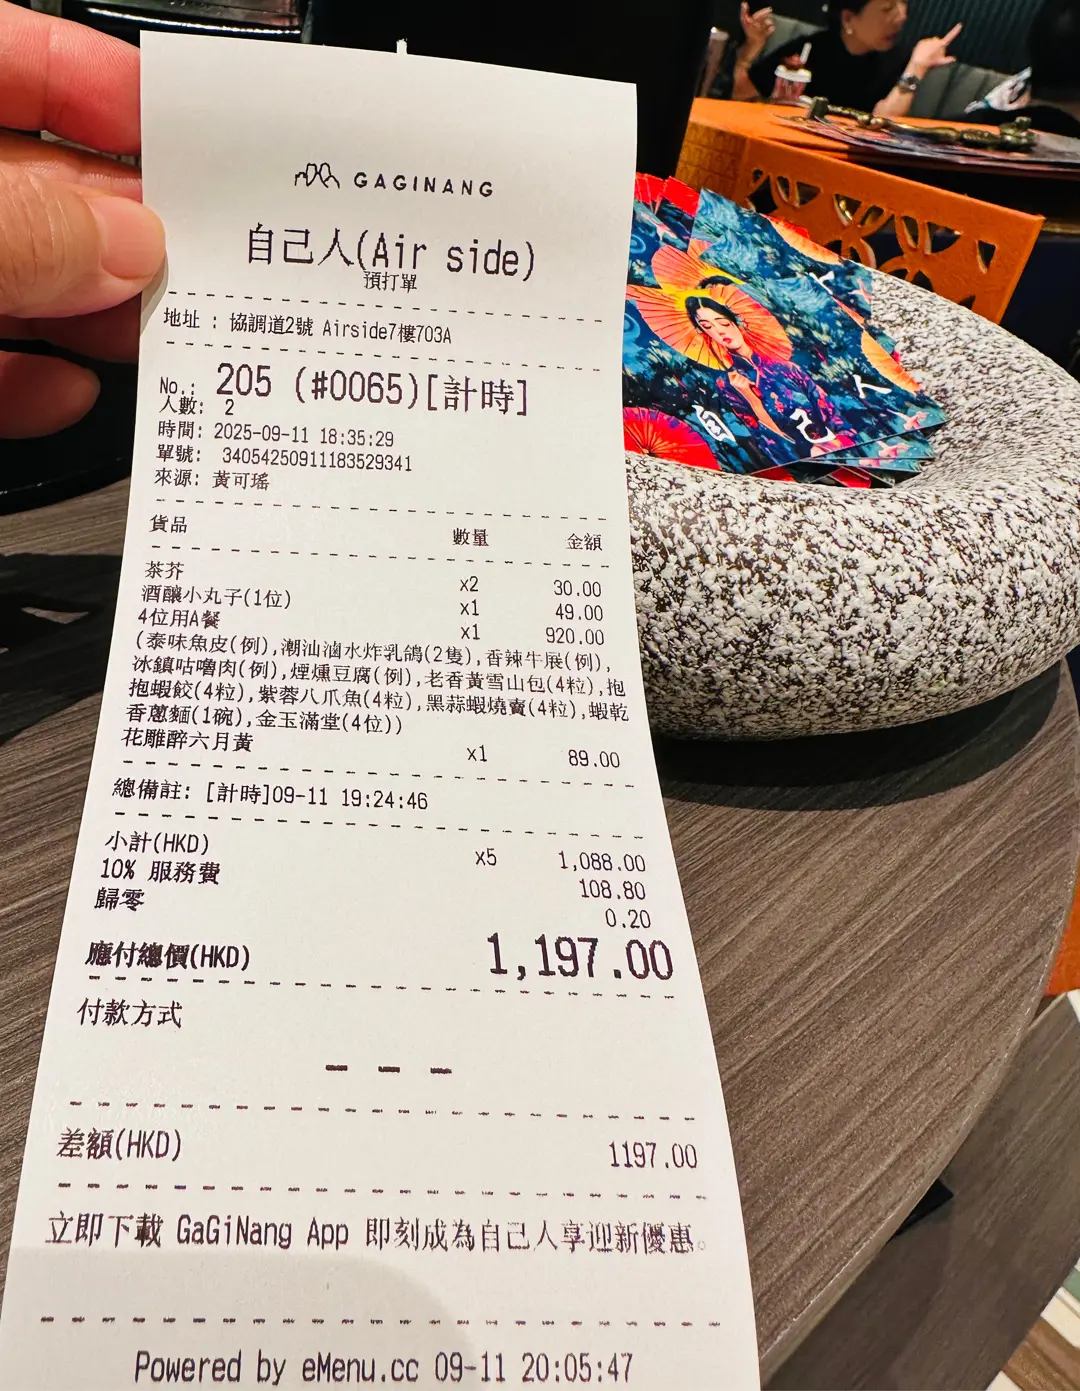 GAGINANG
自己人(Air side)
預打單
地址 : 協調道2號 Airside7樓703A
No.: 205 (#0065)[計時]
人數: 2
時間: 2025-09-11 18:35:29
單號: 34054250911183529341
來源: 黃可瑤
貨品 數量 金額
茶芥 x2 30.00
酒釀小丸子(1位) x1 49.00
4位用A餐 x1 920.00
(泰味魚皮(例),潮汕滷水炸乳鴿(2隻),香辣牛展(例),
冰鎮咕嚕肉(例),煙燻豆腐(例),老香黃雪山包(4粒),抱
抱蝦餃(4粒),紫蓉八爪魚(4粒),黑蒜蝦燒賣(4粒),蝦乾
香蔥麵(1碗),金玉滿堂(4位))
花雕醉六月黃 x1 89.00
總備註: [計時]09-11 19:24:46
小計(HKD) x5 1,088.00
10% 服務費 108.80
歸零 0.20
應付總價(HKD) 1,197.00
付款方式
---
差額(HKD) 1197.00
立即下載 GaGiNang App 即刻成為自己人享迎新優惠。
Powered by eMenu.cc 09-11 20:05:47
自己人